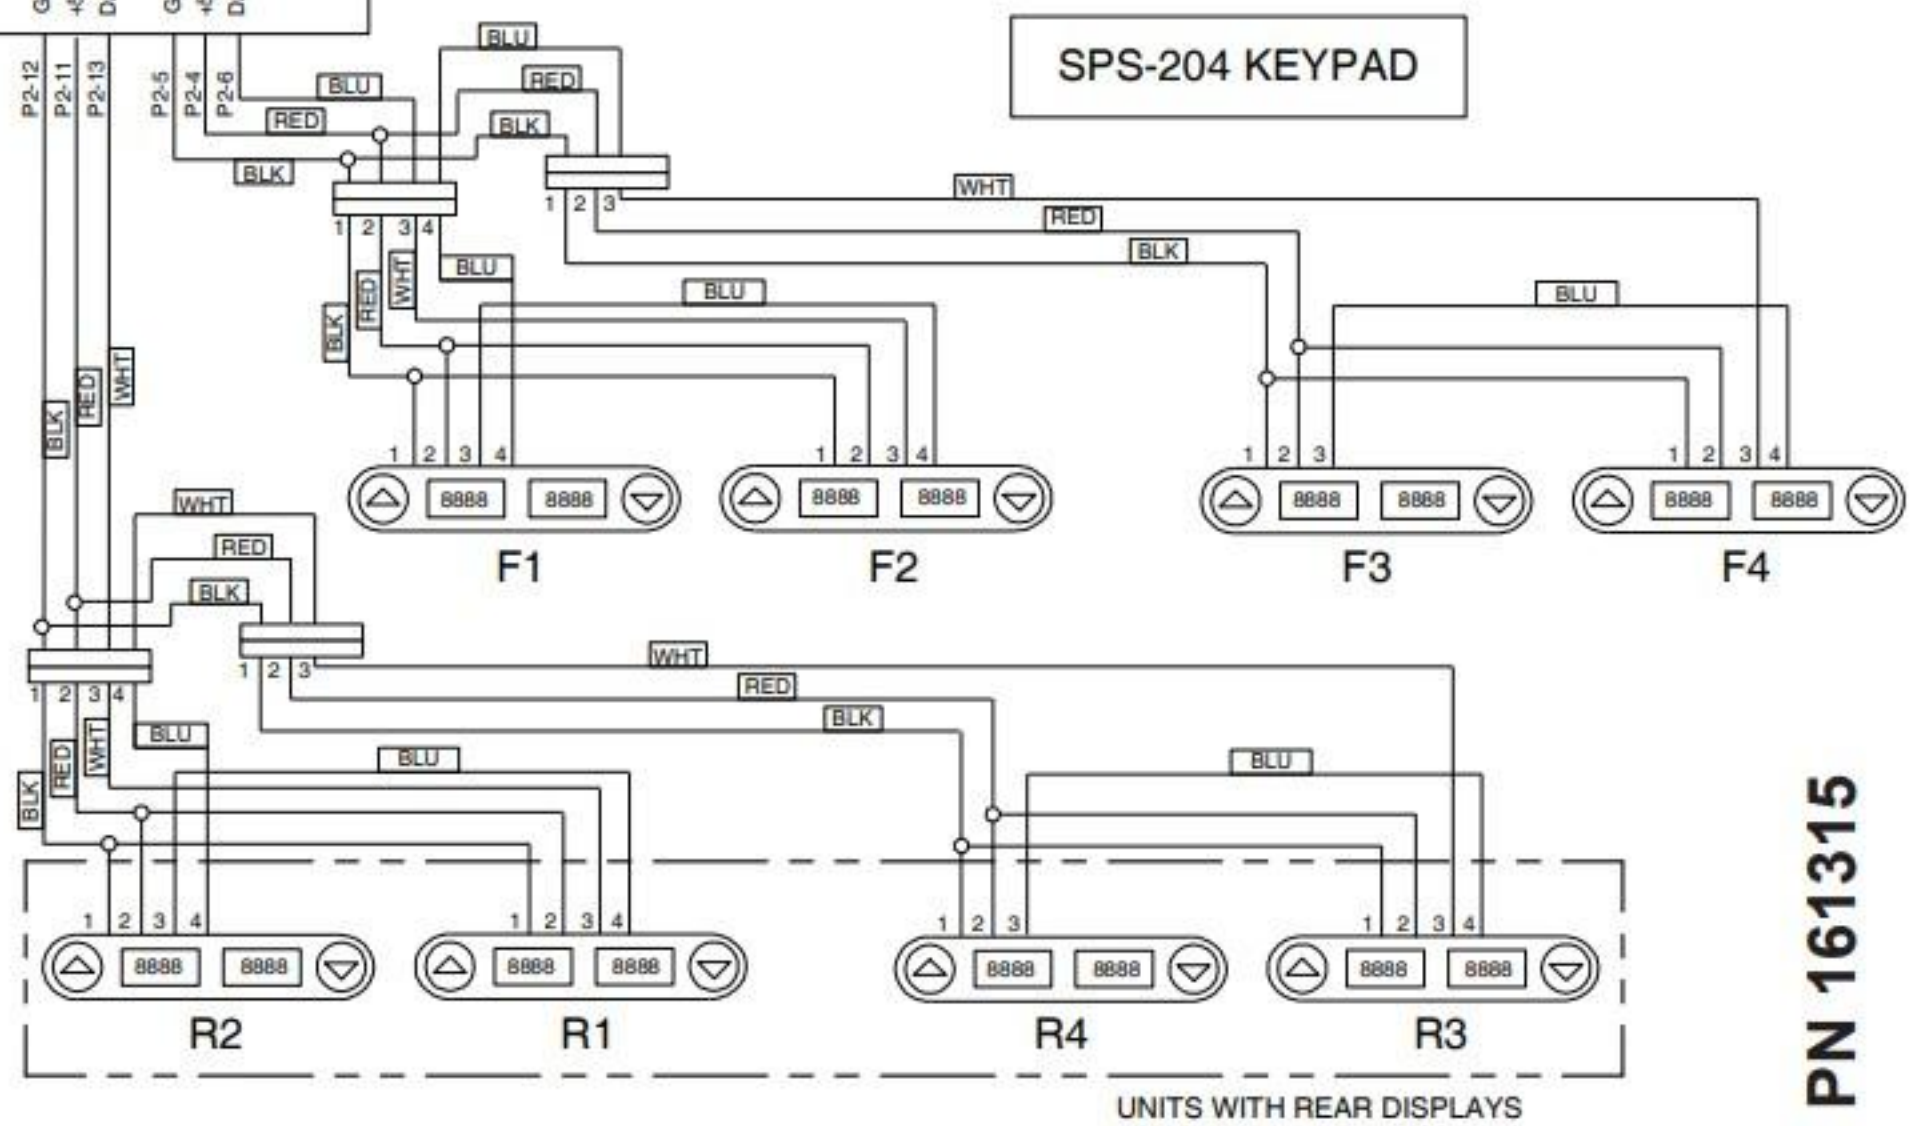 P2-12
P2-11
P2-13
P2-5
P2-4
P2-6
BLU
RED
BLK
BLU
RED
BLK
SPS-204 KEYPAD
1 2 3 4
1 2 3
WHT
RED
BLK
BLK
RED
WHT
BLU
BLU
BLU
BLK
RED
WHT
1 2 3 4
1 2 3 4
1 2 3
1 2 3 4
8888 8888
8888 8888
8888 8888
8888 8888
F1
F2
F3
F4
WHT
RED
BLK
1 2 3 4
1 2 3
WHT
RED
BLK
BLK
RED
WHT
BLU
BLU
BLU
1 2 3 4
1 2 3 4
1 2 3
1 2 3 4
8888 8888
8888 8888
8888 8888
8888 8888
R2
R1
R4
R3
UNITS WITH REAR DISPLAYS
PN 161315